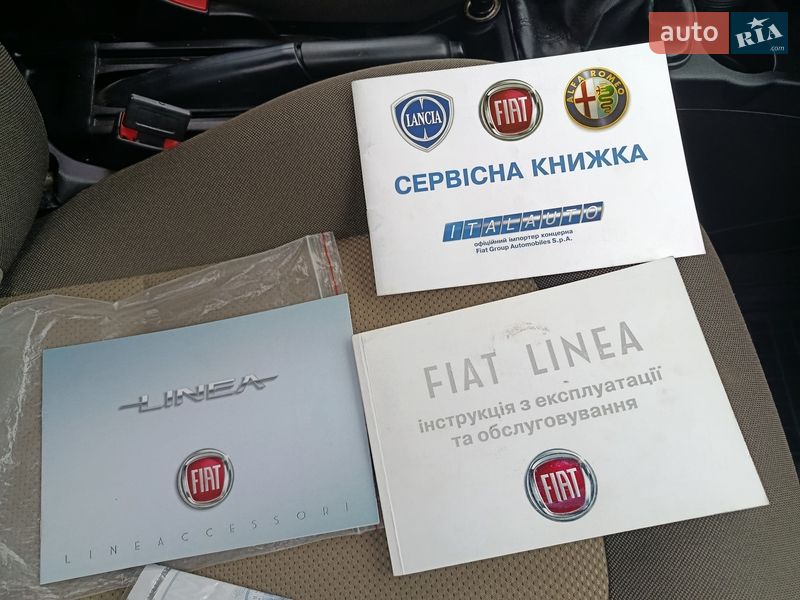 auto RIA .com
LANCIA
FIAT
ALFA ROMEO
СЕРВІСНА КНИЖКА
ITALAUTO
офіційний імпортер концерна
Fiat Group Automobiles S.p.A.
LINEA
FIAT
LINEACCESSORI
FIAT LINEA
інструкція з експлуатації
та обслуговування
FIAT